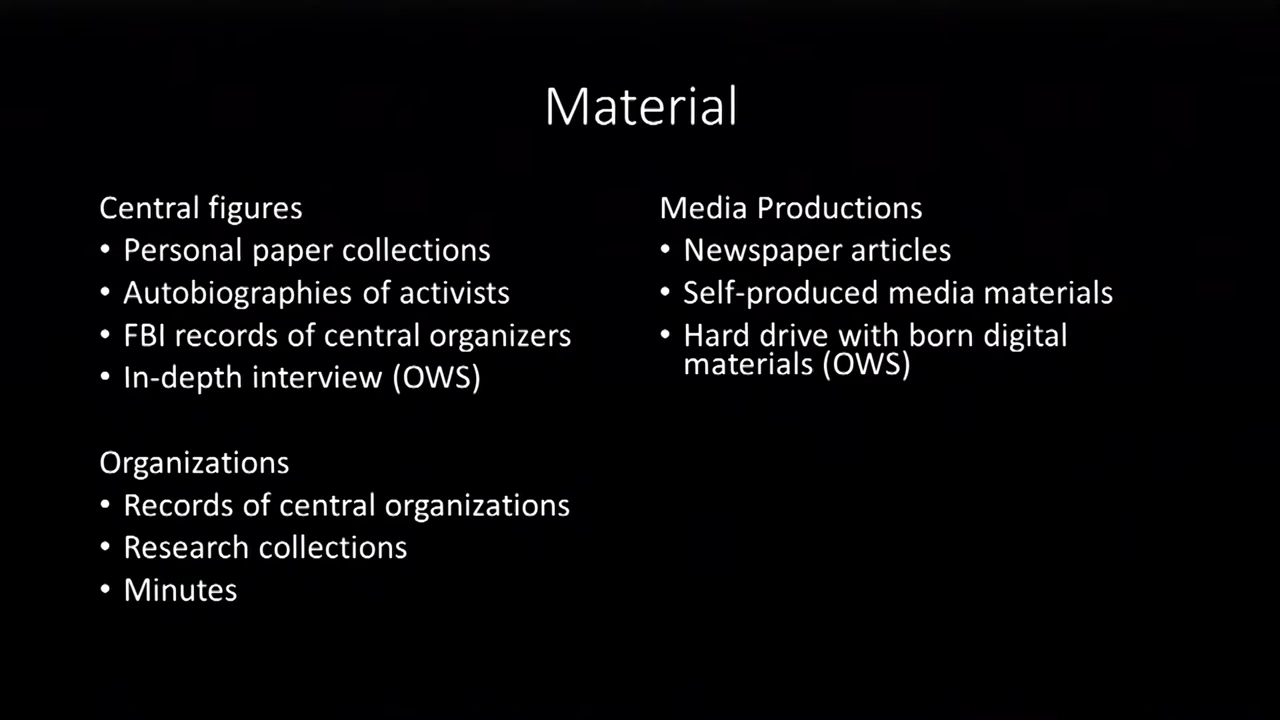 Material
Central figures
• Personal paper collections
• Autobiographies of activists
• FBI records of central organizers
• In-depth interview (OWS)
Organizations
• Records of central organizations
• Research collections
• Minutes
Media Productions
• Newspaper articles
• Self-produced media materials
• Hard drive with born digital
materials (OWS)